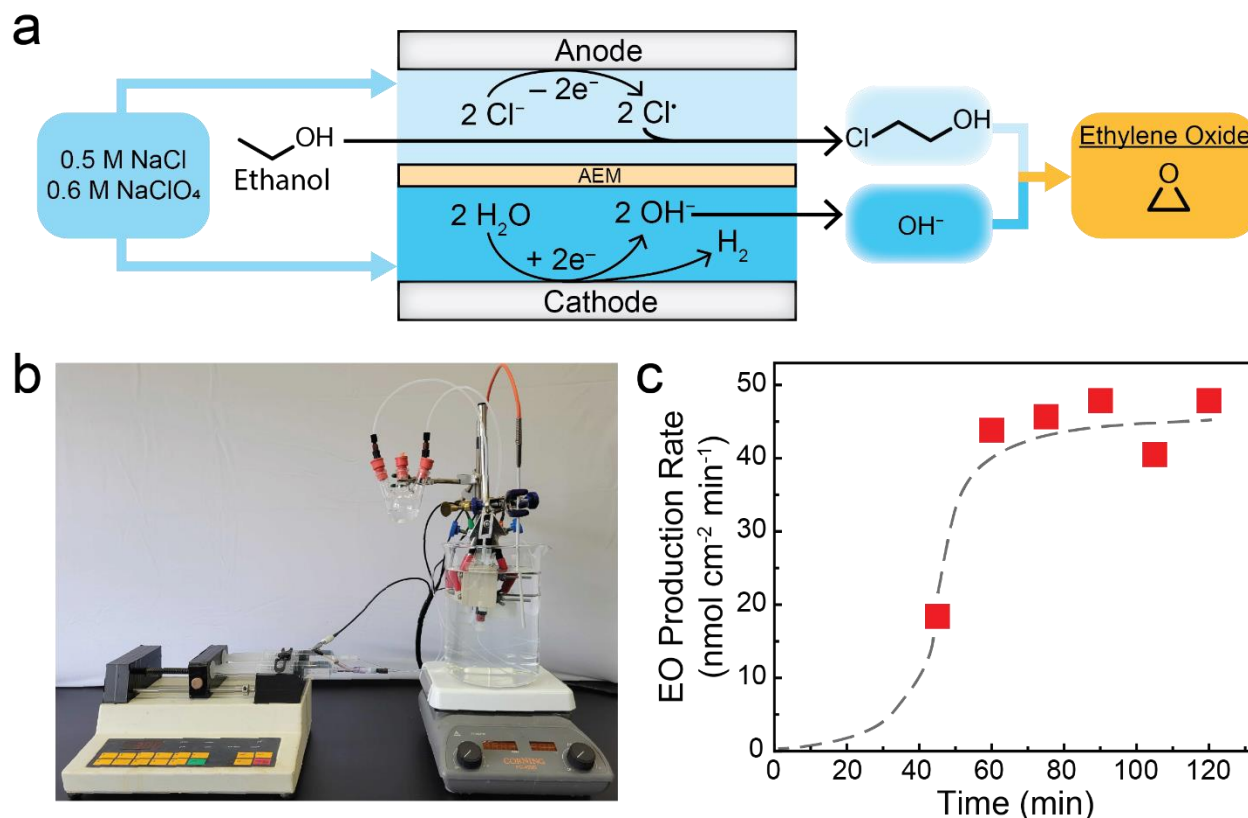 a
Anode
– 2e⁻
2 Cl⁻
2 Cl•
OH
Ethanol
0.5 M NaCl
0.6 M NaClO₄
AEM
2 H₂O
2 OH⁻
H₂
+ 2e⁻
Cathode
Cl
OH
OH⁻
Ethylene Oxide
O
b
CORNING
c
EO Production Rate
(nmol cm⁻² min⁻¹)
50
40
30
20
10
0
0
20
40
60
80
100
120
Time (min)